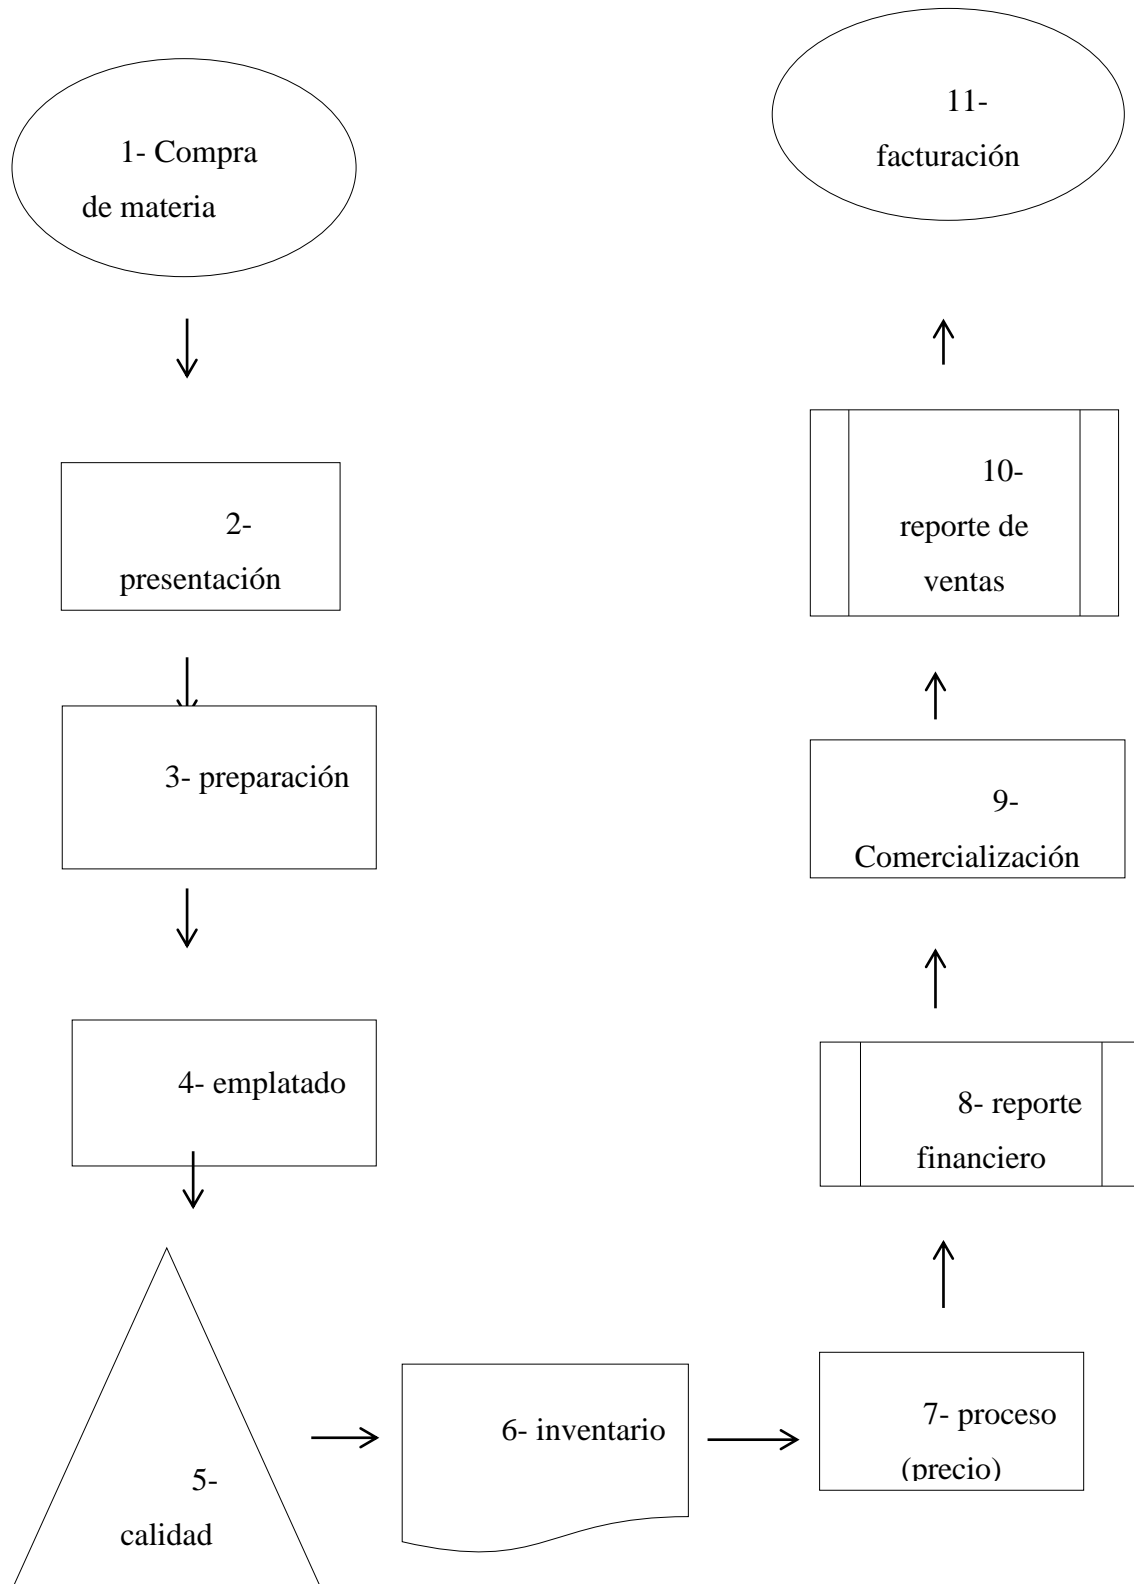 1- Compra
de materia
2-
presentación
3- preparación
4- emplatado
5-
calidad
6- inventario
7- proceso
(precio)
8- reporte
financiero
9-
Comercialización
10-
reporte de
ventas
11-
facturación